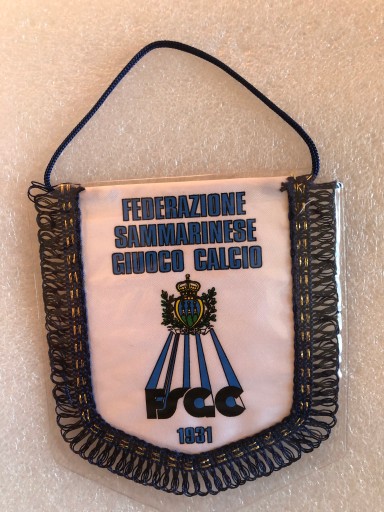 FEDERAZIONE
SAMMARINESE
GIUOCO CALCIO
FSGC
1931